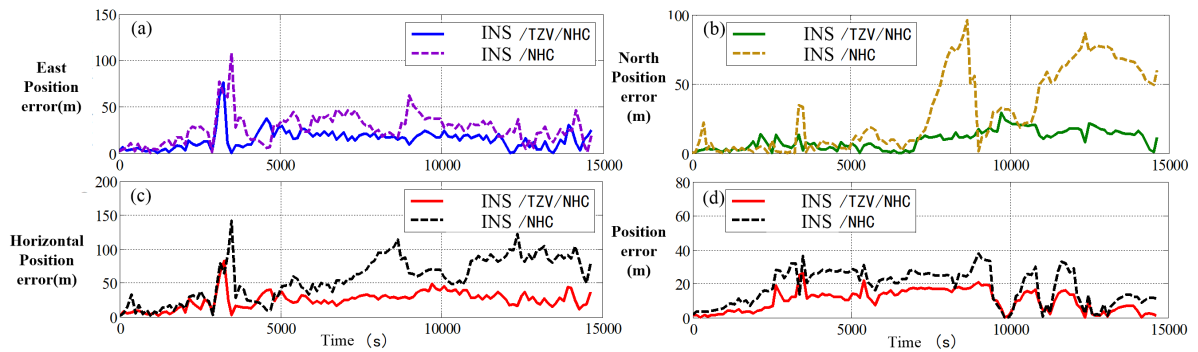 150
100
50
0
(a)
East
Position
error(m)
INS /TZV/NHC
INS /NHC
0
5000
10000
15000
100
50
0
(b)
North
Position
error
(m)
INS /TZV/NHC
INS /NHC
0
5000
10000
15000
200
150
100
50
0
(c)
Horizontal
Position
error(m)
INS /TZV/NHC
INS /NHC
0
5000
10000
15000
Time (s)
80
60
40
20
0
(d)
Position
error
(m)
INS /TZV/NHC
INS /NHC
0
5000
10000
15000
Time (s)